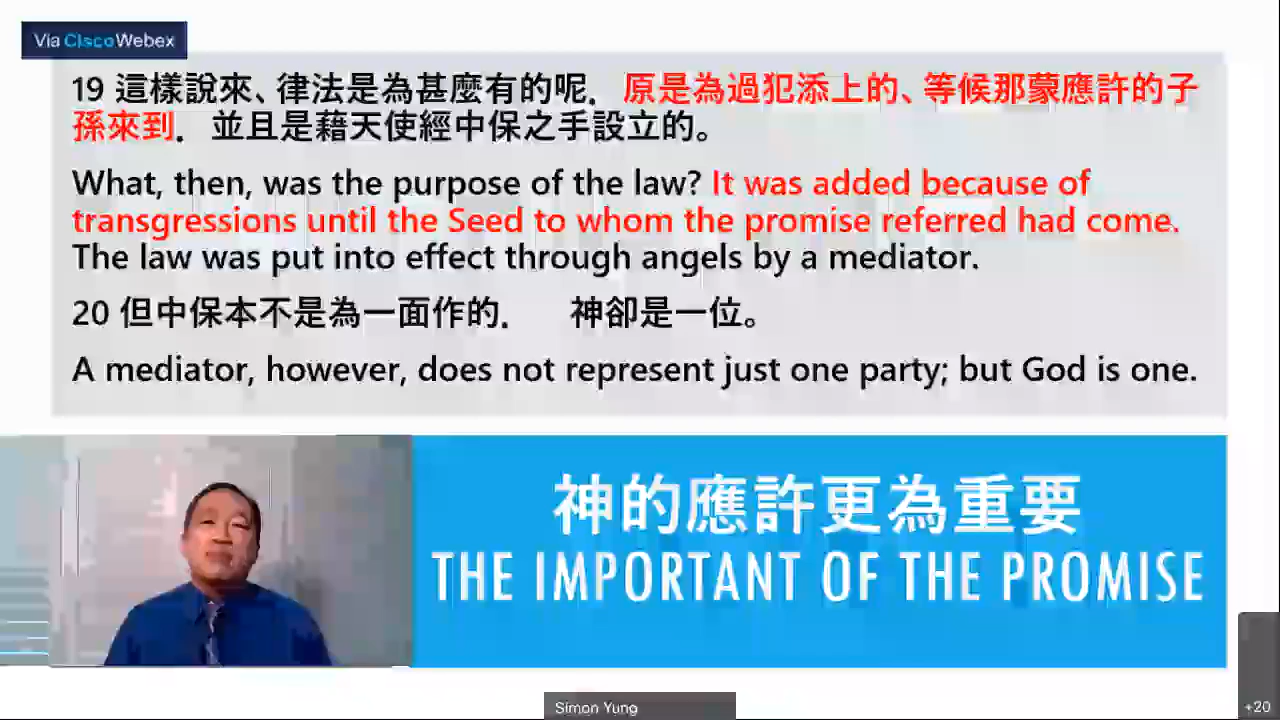 Via Cisco Webex
19 這樣說來、律法是為甚麼有的呢． 原是為過犯添上的、等候那蒙應許的子
孫來到． 並且是藉天使經中保之手設立的。
What, then, was the purpose of the law? It was added because of
transgressions until the Seed to whom the promise referred had come.
The law was put into effect through angels by a mediator.
20 但中保本不是為一面作的． 神卻是一位。
A mediator, however, does not represent just one party; but God is one.
神的應許更為重要
THE IMPORTANT OF THE PROMISE
Simon Yung
+20